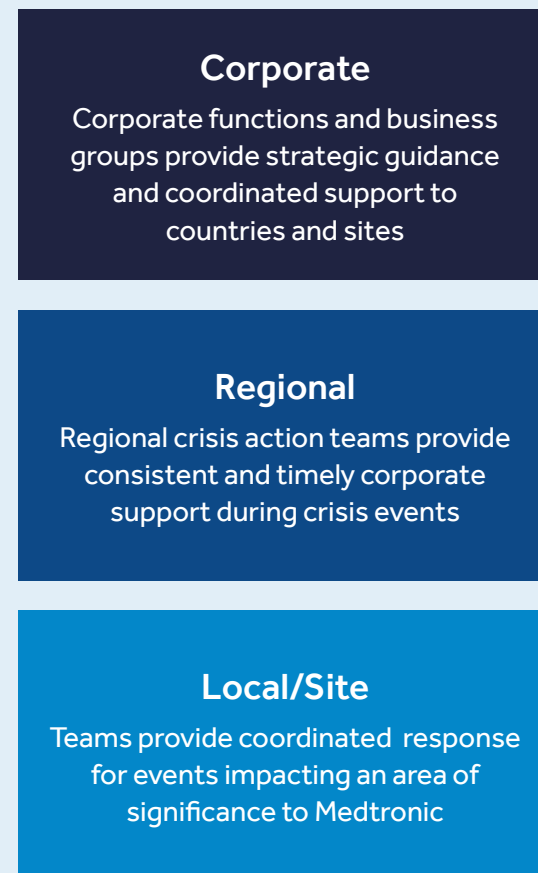 Corporate
Corporate functions and business
groups provide strategic guidance
and coordinated support to
countries and sites
Regional
Regional crisis action teams provide
consistent and timely corporate
support during crisis events
Local/Site
Teams provide coordinated response
for events impacting an area of
significance to Medtronic